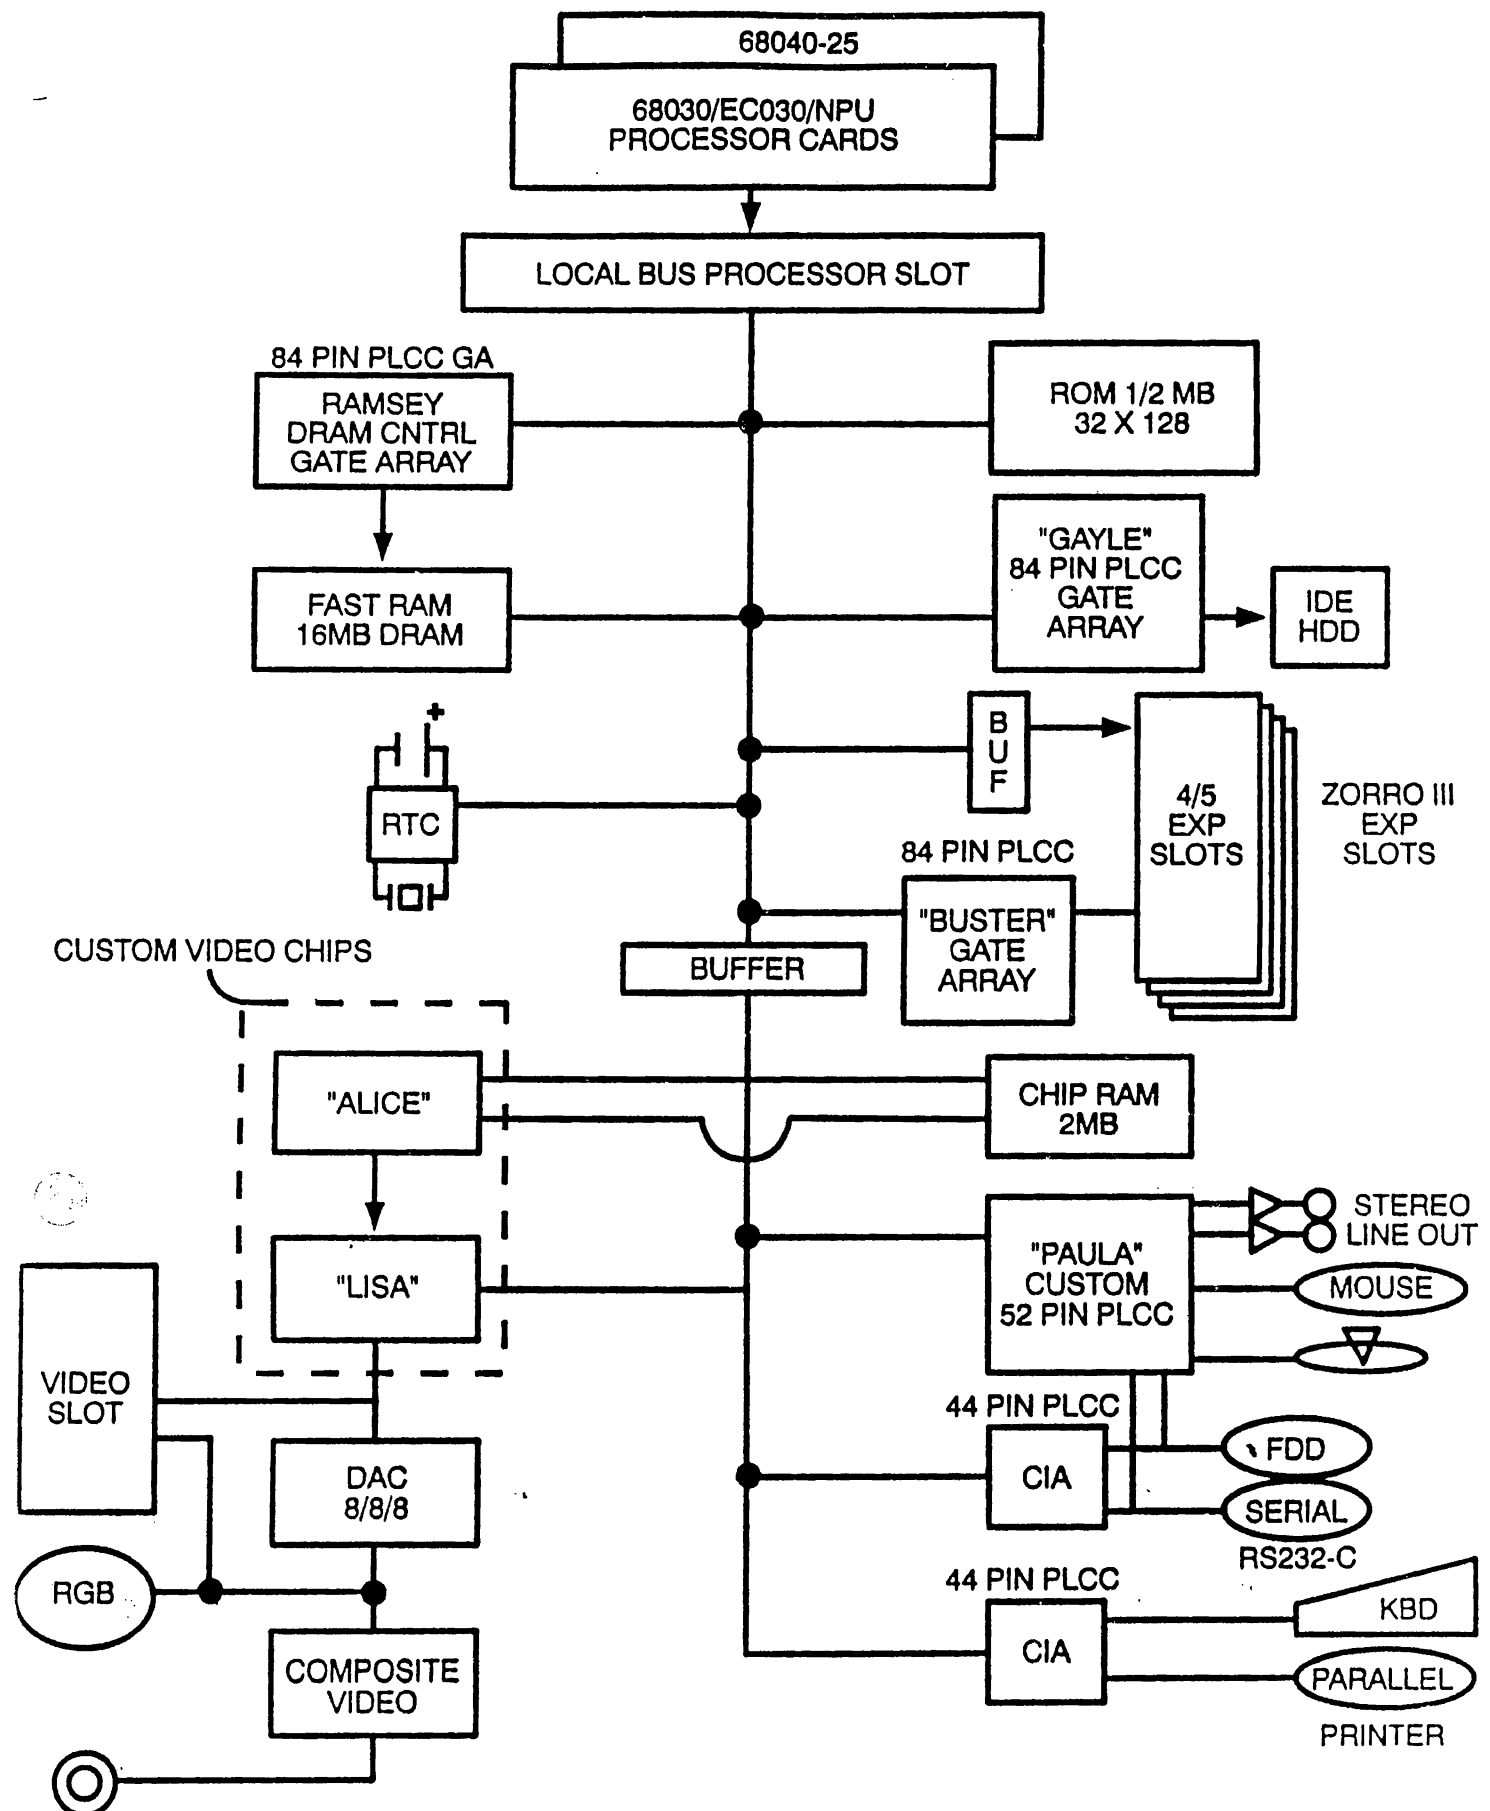 68040-25
68030/EC030/NPU
PROCESSOR CARDS
LOCAL BUS PROCESSOR SLOT
84 PIN PLCC GA
RAMSEY
DRAM CNTRL
GATE ARRAY
ROM 1/2 MB
32 X 128
"GAYLE"
84 PIN PLCC
GATE
ARRAY
IDE
HDD
FAST RAM
16MB DRAM
+
RTC
B
U
F
4/5
EXP
SLOTS
ZORRO III
EXP
SLOTS
84 PIN PLCC
"BUSTER"
GATE
ARRAY
BUFFER
CUSTOM VIDEO CHIPS
"ALICE"
CHIP RAM
2MB
"LISA"
"PAULA"
CUSTOM
52 PIN PLCC
STEREO
LINE OUT
MOUSE
VIDEO
SLOT
44 PIN PLCC
CIA
FDD
SERIAL
RS232-C
DAC
8/8/8
RGB
44 PIN PLCC
CIA
KBD
PARALLEL
PRINTER
COMPOSITE
VIDEO